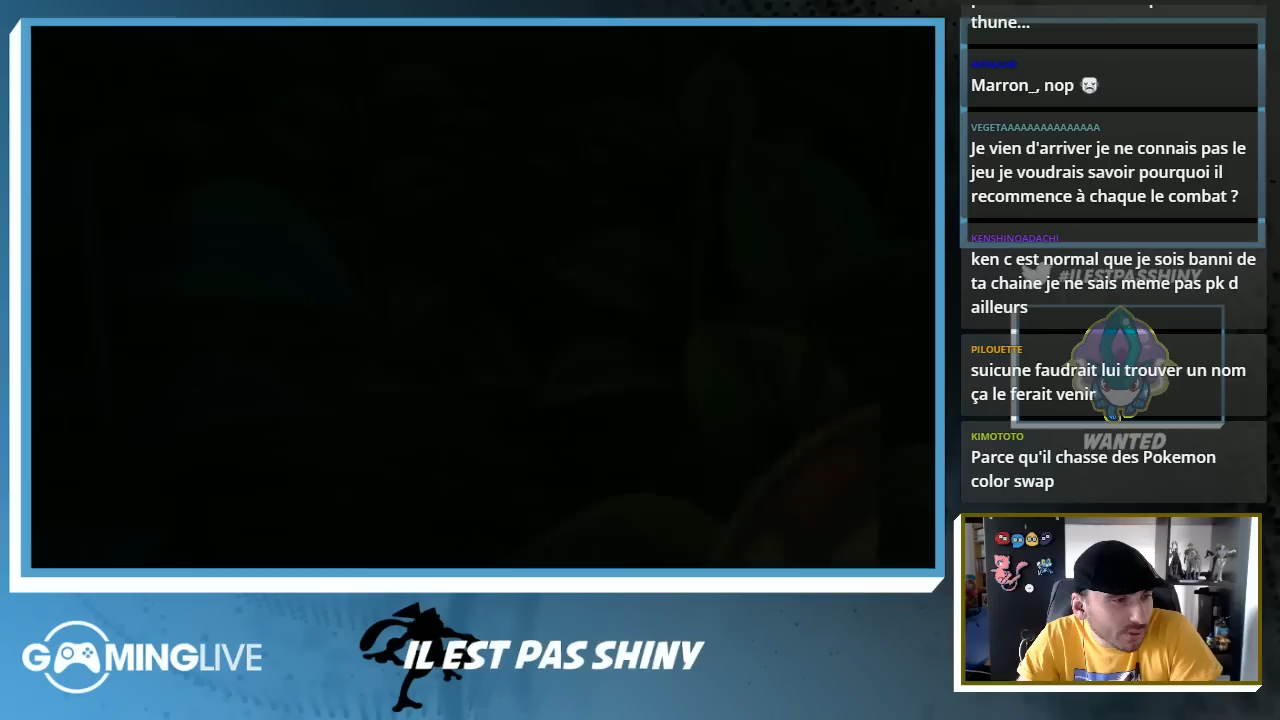 thune...
Marron_, nop
VEGETAAAAAAAAAAAAAAA
Je vien d'arriver je ne connais pas le
jeu je voudrais savoir pourquoi il
recommence à chaque le combat ?
KENSHINOADACHI
ken c est normal que je sois banni de
ta chaine je ne sais meme pas pk d
ailleurs
#ILESTPASSHINY
PILOUETTE
suicune faudrait lui trouver un nom
ça le ferait venir
WANTED
KIMOTOTO
Parce qu'il chasse des Pokemon
color swap
GAMINGLIVE
IL EST PAS SHINY